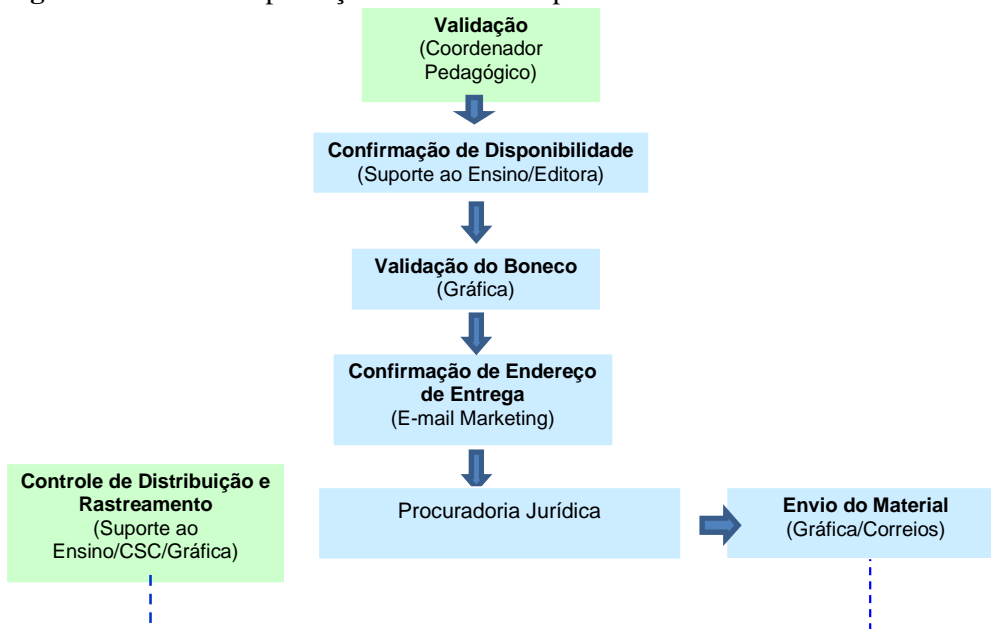 Validação
(Coordenador
Pedagógico)
Confirmação de Disponibilidade
(Suporte ao Ensino/Editora)
Validação do Boneco
(Gráfica)
Confirmação de Endereço
de Entrega
(E-mail Marketing)
Controle de Distribuição e
Rastreamento
(Suporte ao
Ensino/CSC/Gráfica)
Procuradoria Jurídica
Envio do Material
(Gráfica/Correios)